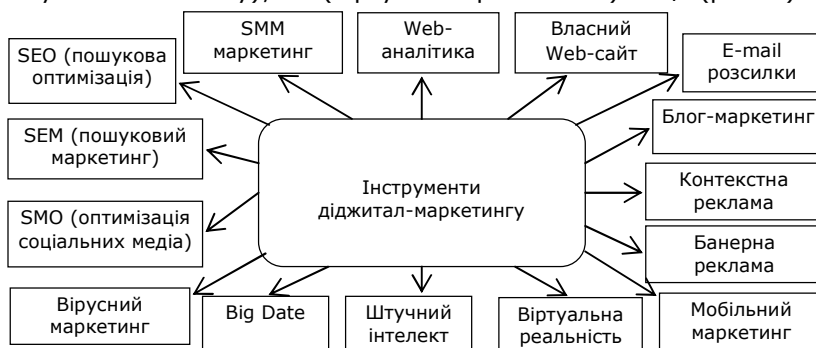 SEO (пошукова
оптимізація)
SMM
маркетинг
Web-
аналітика
Власний
Web-сайт
E-mail
розсилки
SEM (пошуковий
маркетинг)
Блог-маркетинг
Інструменти
діджитал-маркетингу
Контекстна
реклама
SMO (оптимізація
соціальних медіа)
Банерна
реклама
Вірусний
маркетинг
Big Date
Штучний
інтелект
Віртуальна
реальність
Мобільний
маркетинг